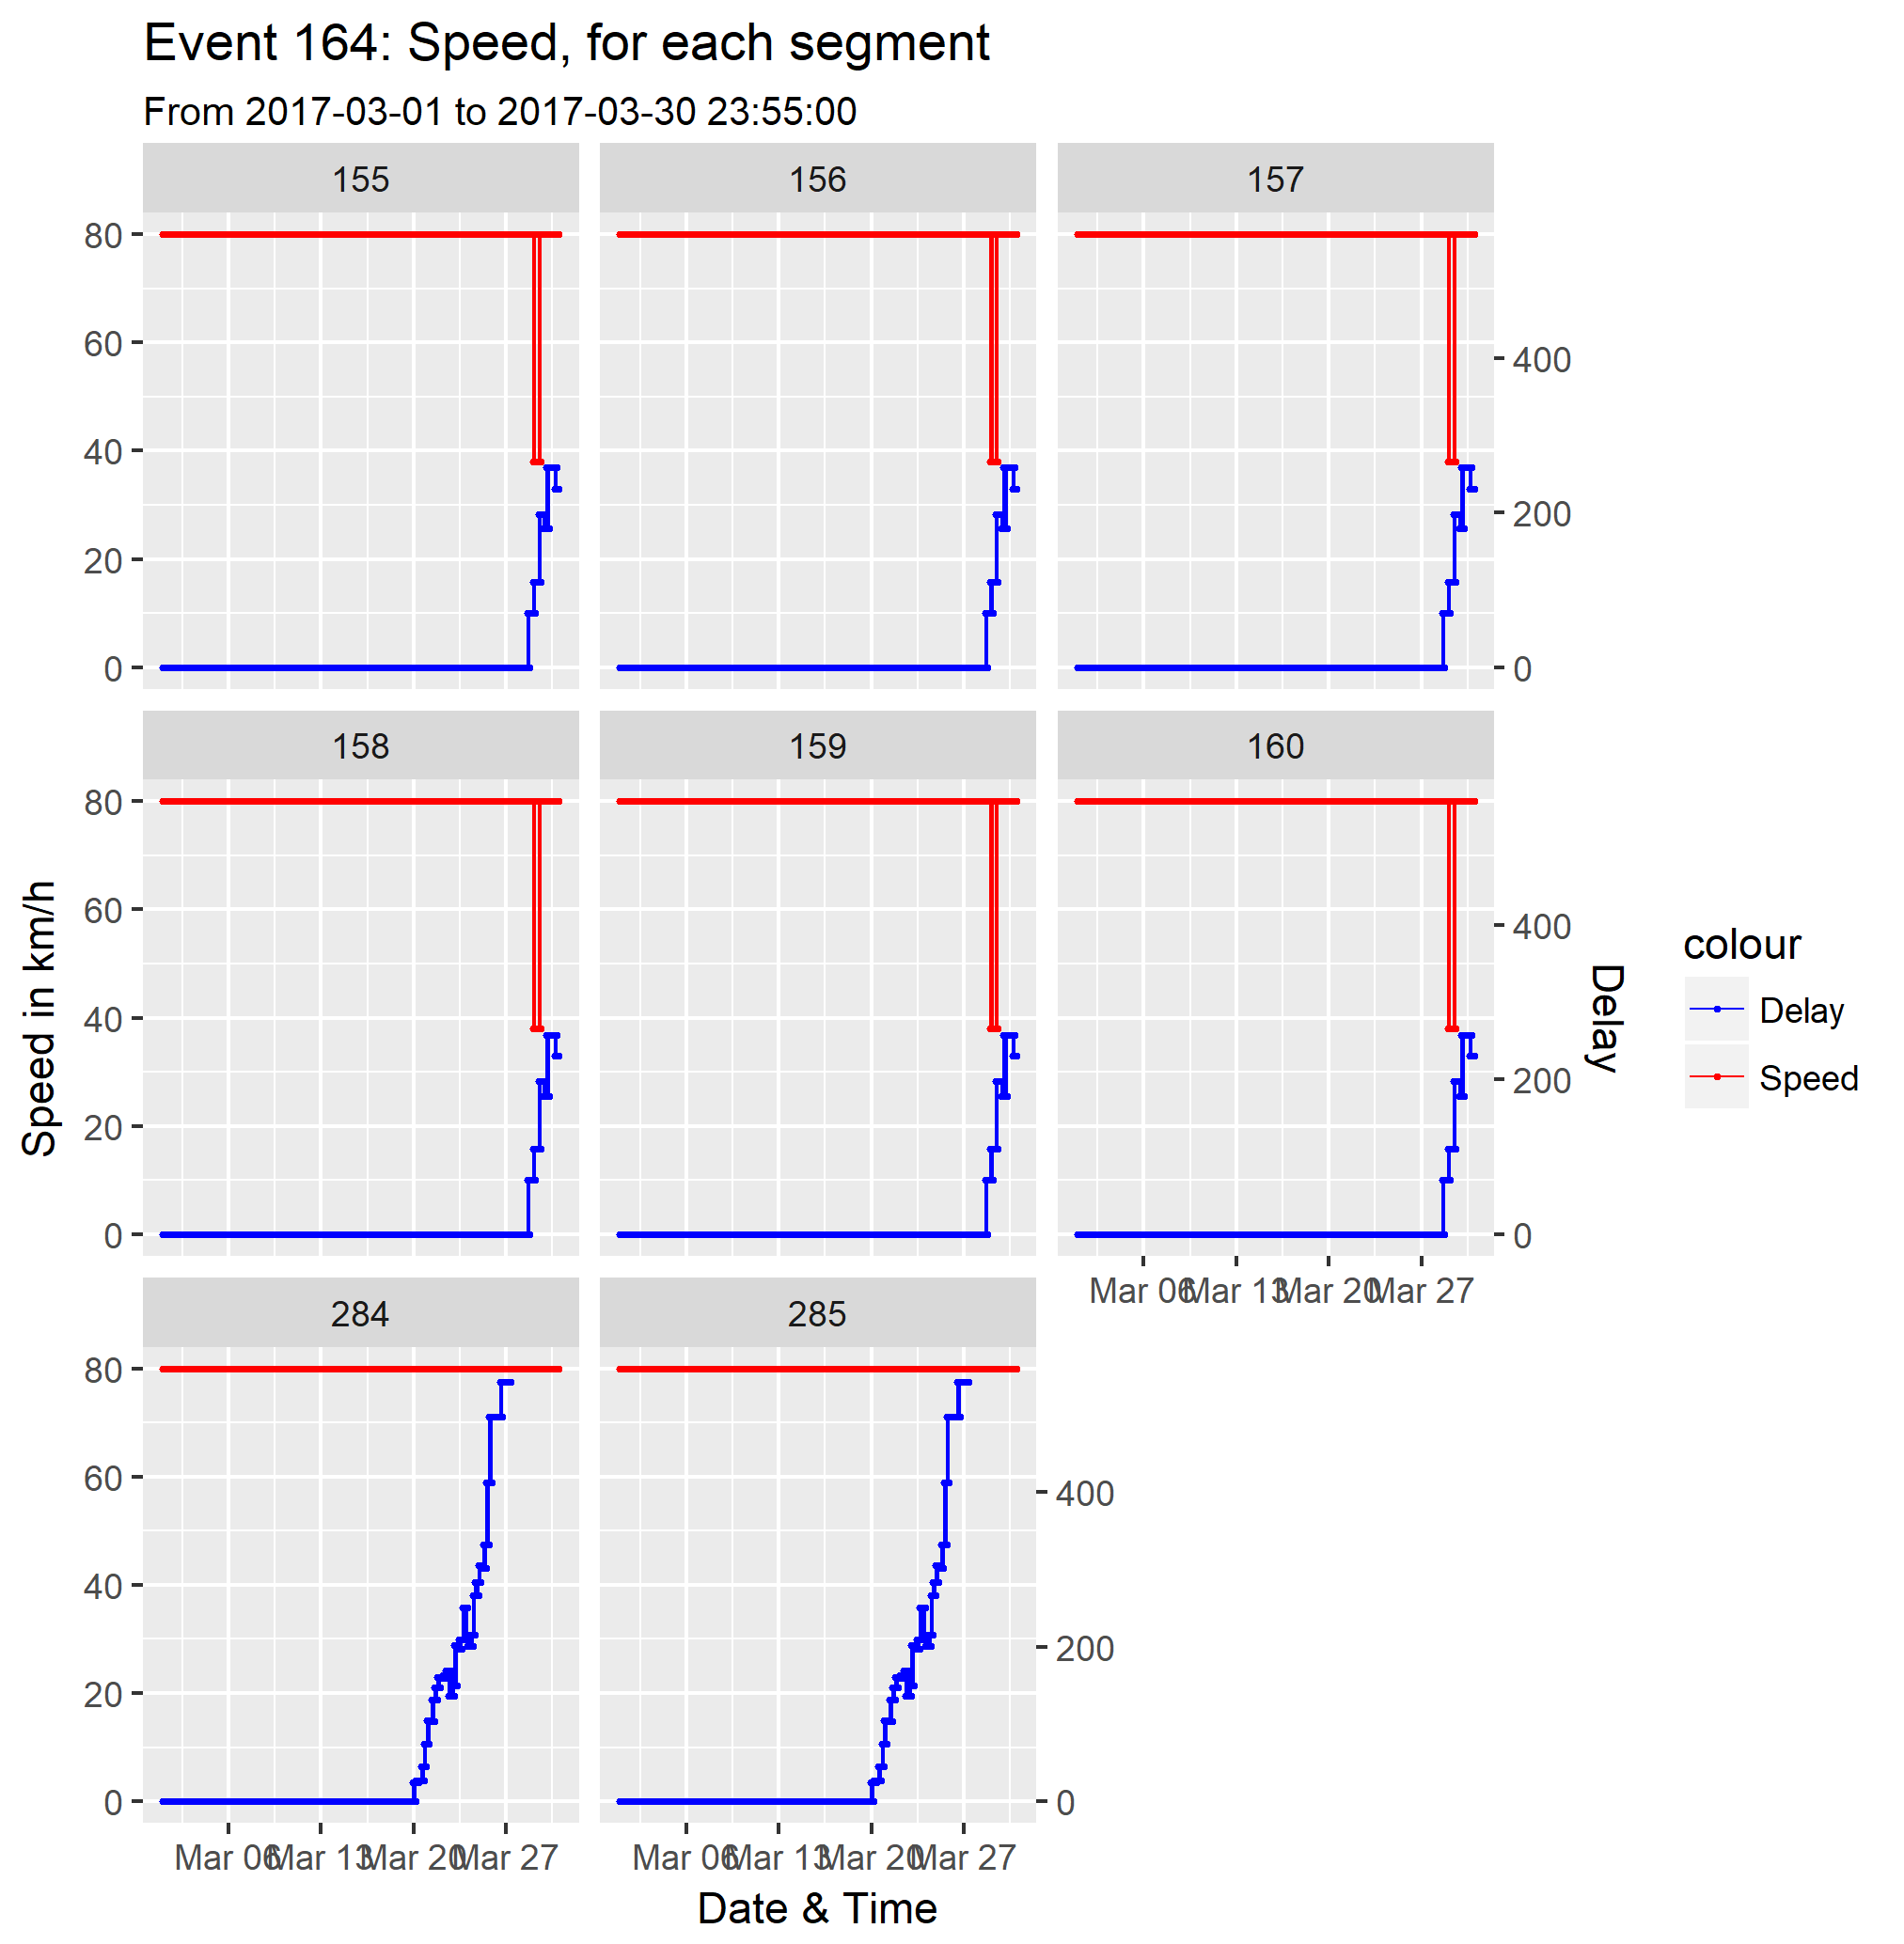 Event 164: Speed, for each segment
From 2017-03-01 to 2017-03-30 23:55:00
155 156 157
80
60
40
20
0
400
200
0
158 159 160
80
60
40
20
0
400
200
0
Mar 06 Mar 13 Mar 20 Mar 27
284 285
80
60
40
20
0
400
200
0
Mar 06 Mar 13 Mar 20 Mar 27
Mar 06 Mar 13 Mar 20 Mar 27
Date & Time
Speed in km/h
Delay
colour
Delay
Speed